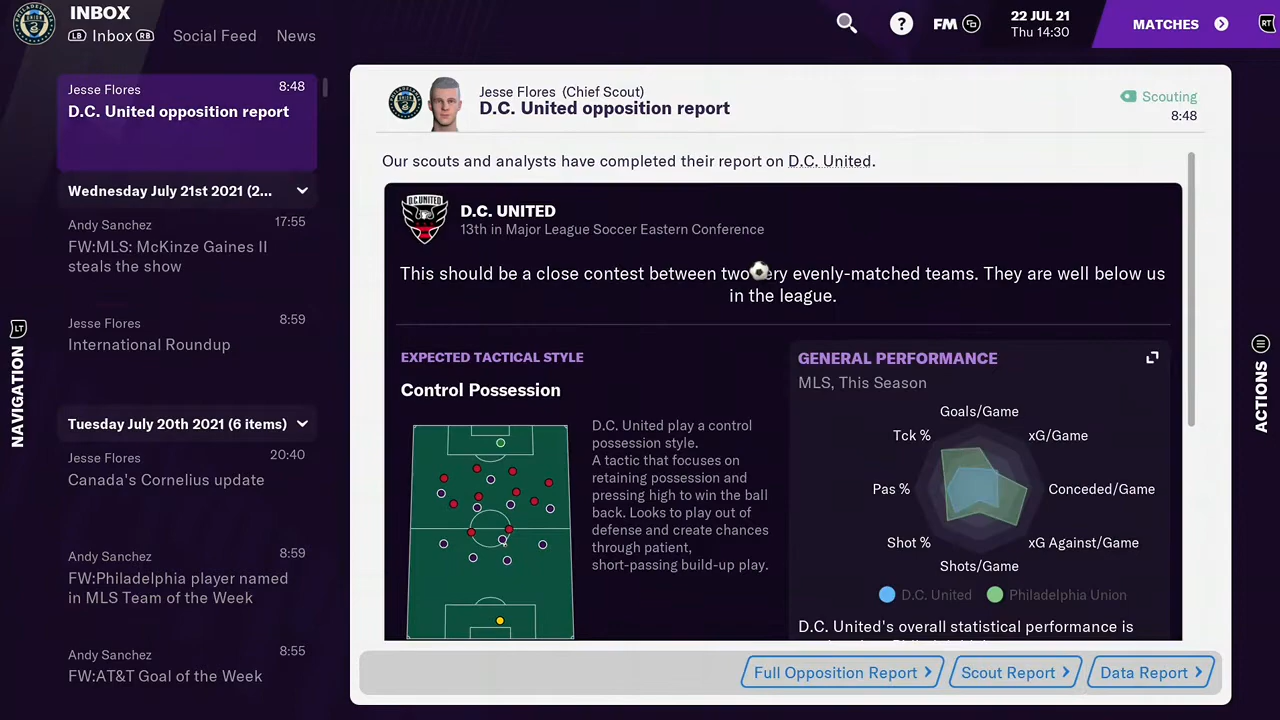 INBOX
LB Inbox RB
Social Feed
News
?
FM
22 JUL 21
Thu 14:30
MATCHES
RT
Jesse Flores
8:48
D.C. United opposition report
Wednesday July 21st 2021 (2...
Andy Sanchez
17:55
FW:MLS: McKinze Gaines II
steals the show
Jesse Flores
8:59
International Roundup
Tuesday July 20th 2021 (6 items)
Jesse Flores
20:40
Canada's Cornelius update
Andy Sanchez
8:59
FW:Philadelphia player named
in MLS Team of the Week
Andy Sanchez
8:55
FW:AT&T Goal of the Week
LT
NAVIGATION
Jesse Flores (Chief Scout)
D.C. United opposition report
Scouting
8:48
Our scouts and analysts have completed their report on D.C. United.
D.C. UNITED
13th in Major League Soccer Eastern Conference
This should be a close contest between two evenly-matched teams. They are well below us
in the league.
EXPECTED TACTICAL STYLE
Control Possession
D.C. United play a control
possession style.
A tactic that focuses on
retaining possession and
pressing high to win the ball
back. Looks to play out of
defense and create chances
through patient,
short-passing build-up play.
GENERAL PERFORMANCE
MLS, This Season
Goals/Game
Tck %
xG/Game
Pas %
Conceded/Game
Shot %
xG Against/Game
Shots/Game
D.C. United
Philadelphia Union
D.C. United's overall statistical performance is
Full Opposition Report
Scout Report
Data Report
ACTIONS